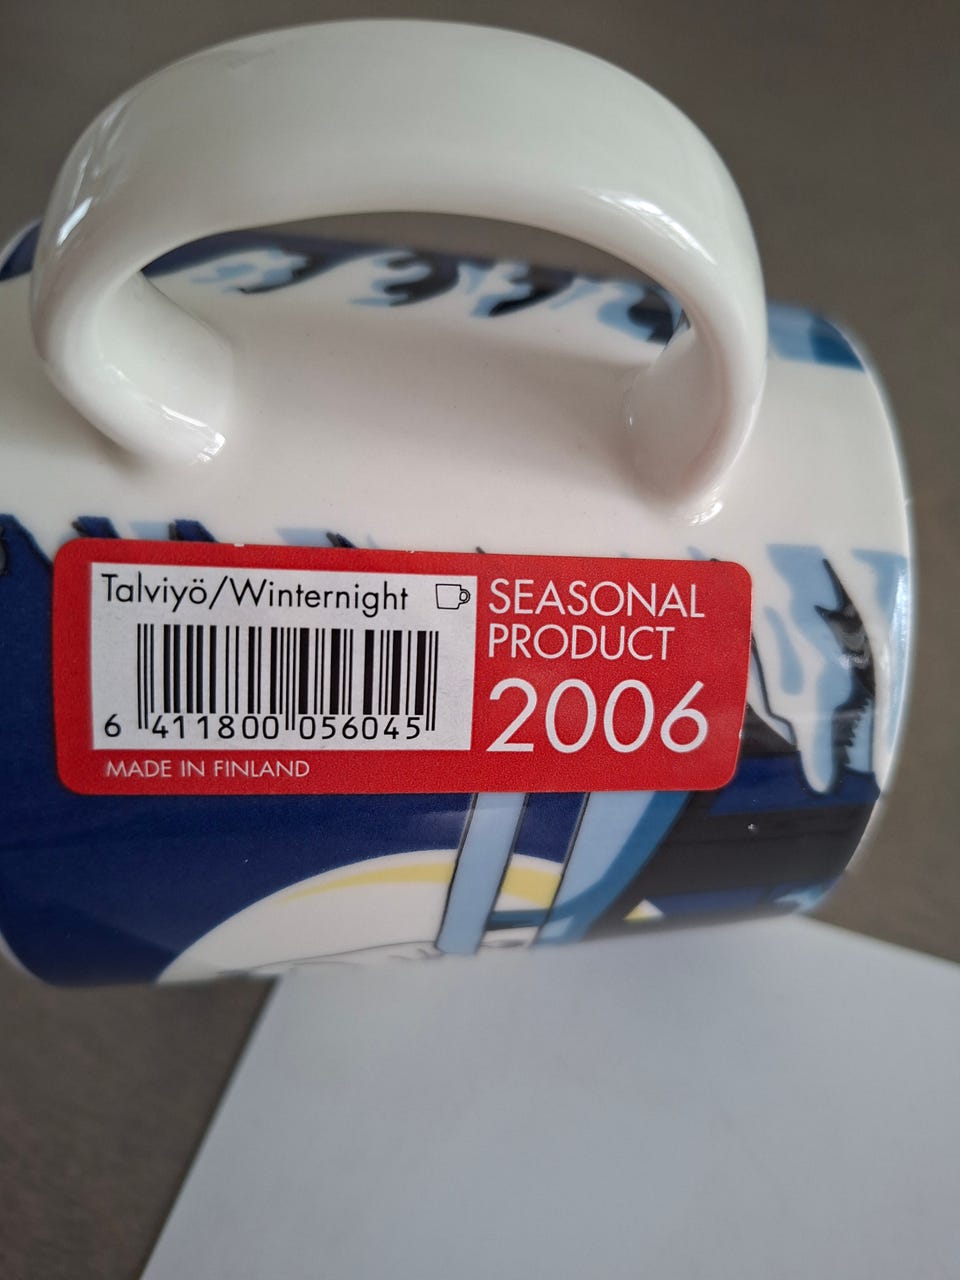 Talviyö/Winternight
6 411800 056045
MADE IN FINLAND
SEASONAL
PRODUCT
2006